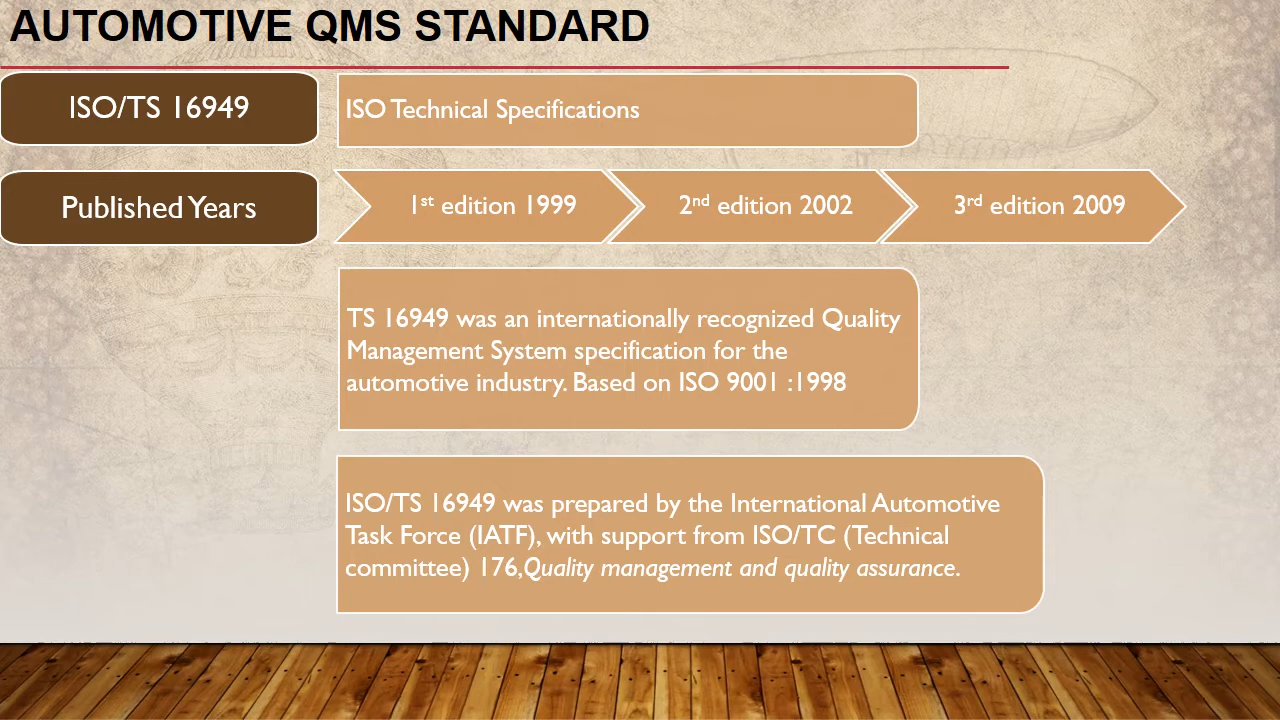 AUTOMOTIVE QMS STANDARD
ISO/TS 16949
ISO Technical Specifications
Published Years
1st edition 1999
2nd edition 2002
3rd edition 2009
TS 16949 was an internationally recognized Quality
Management System specification for the
automotive industry. Based on ISO 9001 :1998
ISO/TS 16949 was prepared by the International Automotive
Task Force (IATF), with support from ISO/TC (Technical
committee) 176,Quality management and quality assurance.